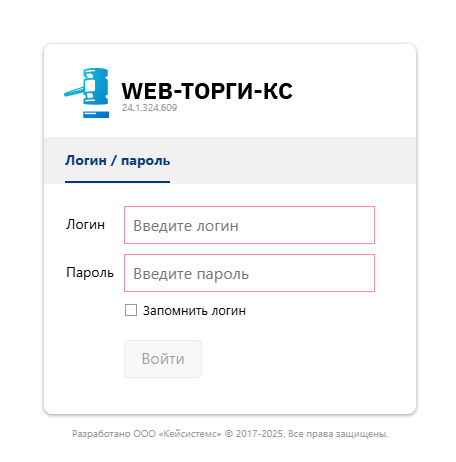 WEB-ТОРГИ-КС
24.1.324.609
Логин / пароль
Логин
Введите логин
Пароль
Введите пароль
Запомнить логин
Войти
Разработано ООО «Кейсистемс» © 2017-2025. Все права защищены.